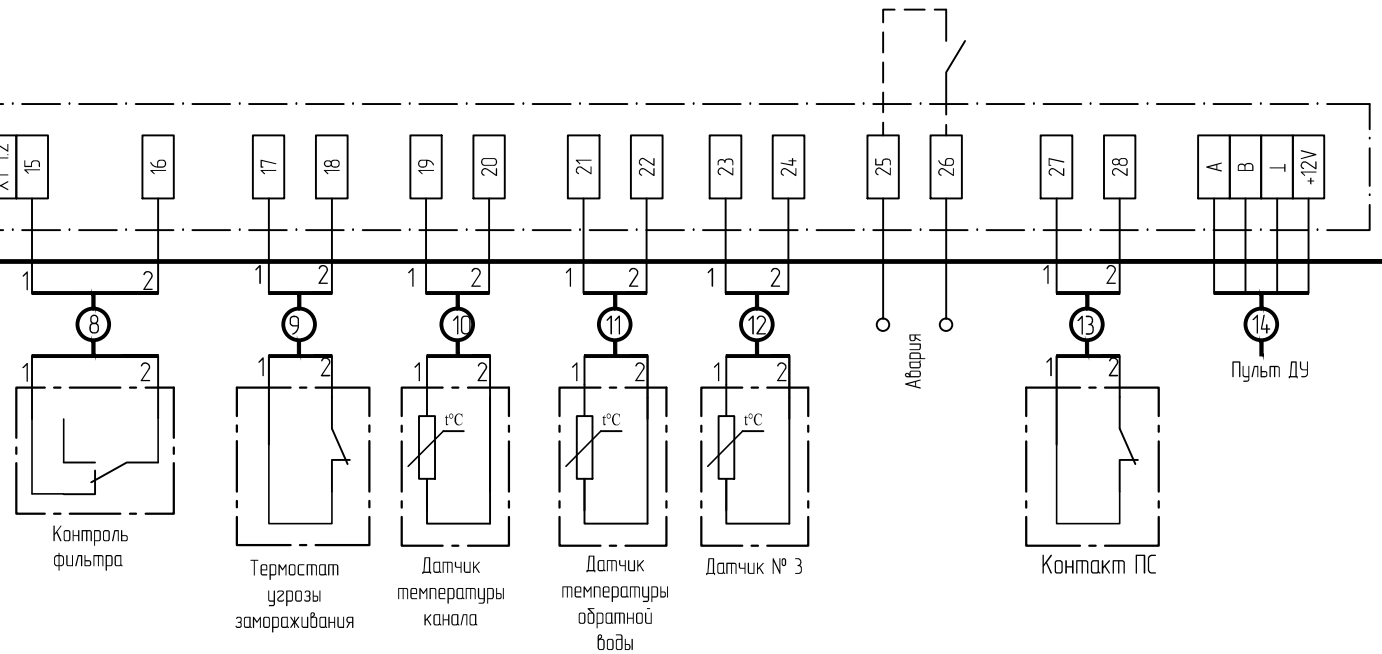 XT 1.2 15 16 17 18 19 20 21 22 23 24 25 26 27 28 A B ⊥ +12V
1 2 1 2 1 2 1 2 1 2 1 2
8 9 10 11 12 13 14
Авария
Пульт ДУ
1 2 1 2 1 2 1 2 1 2 1 2
t°C t°C t°C
Контроль
фильтра
Термостат
угрозы
замораживания
Датчик
температуры
канала
Датчик
температуры
обратной
воды
Датчик № 3
Контакт ПС